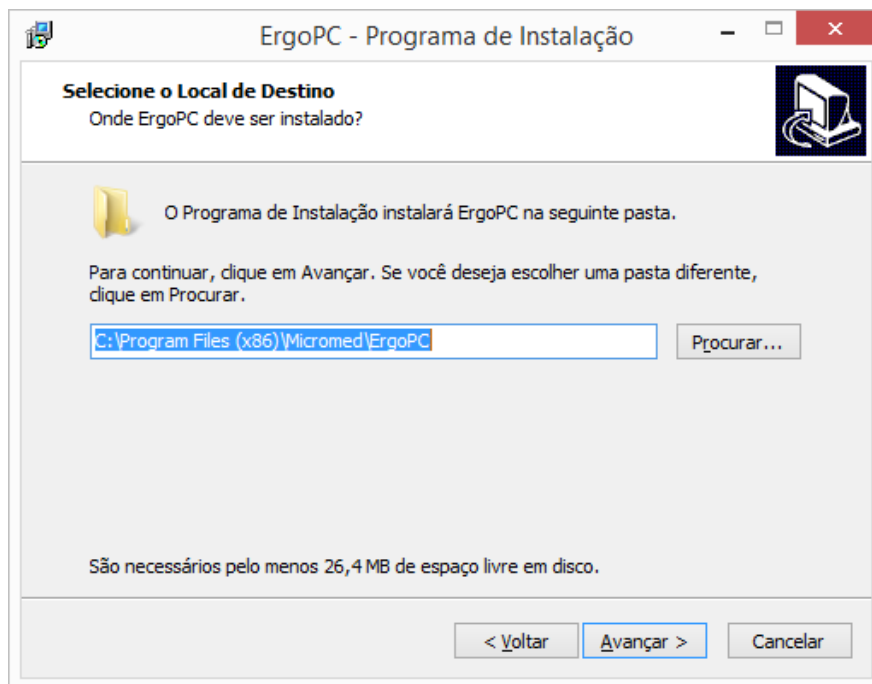 ErgoPC - Programa de Instalação
Selecione o Local de Destino
Onde ErgoPC deve ser instalado?
O Programa de Instalação instalará ErgoPC na seguinte pasta.
Para continuar, clique em Avançar. Se você deseja escolher uma pasta diferente,
clique em Procurar.
C:\Program Files (x86)\Micromed\ErgoPC
Procurar...
São necessários pelo menos 26,4 MB de espaço livre em disco.
< Voltar
Avançar >
Cancelar